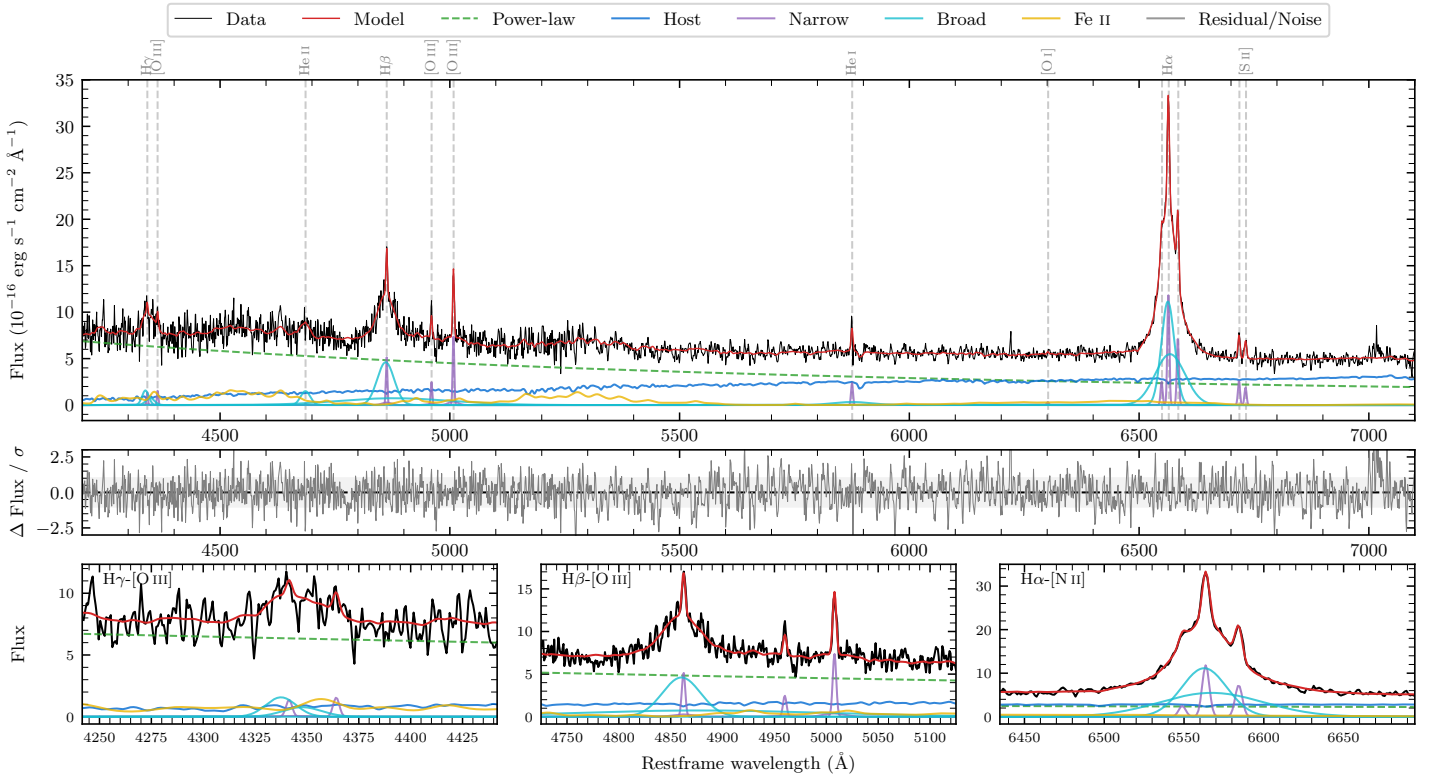 Data Model Power-law Host Narrow Broad Fe II Residual/Noise
Hγ [O III] He II Hβ [O III] [O III] He I [O I] Hα [S II]
Flux (10⁻¹⁶ erg s⁻¹ cm⁻² Å⁻¹)
35
30
25
20
15
10
5
0
4500 5000 5500 6000 6500 7000
Δ Flux / σ
2.5
0.0
−2.5
4500 5000 5500 6000 6500 7000
Flux
Hγ-[O III]
10
5
0
4250 4275 4300 4325 4350 4375 4400 4425
Hβ-[O III]
15
10
5
0
4750 4800 4850 4900 4950 5000 5050 5100
Hα-[N II]
30
20
10
0
6450 6500 6550 6600 6650
Restframe wavelength (Å)